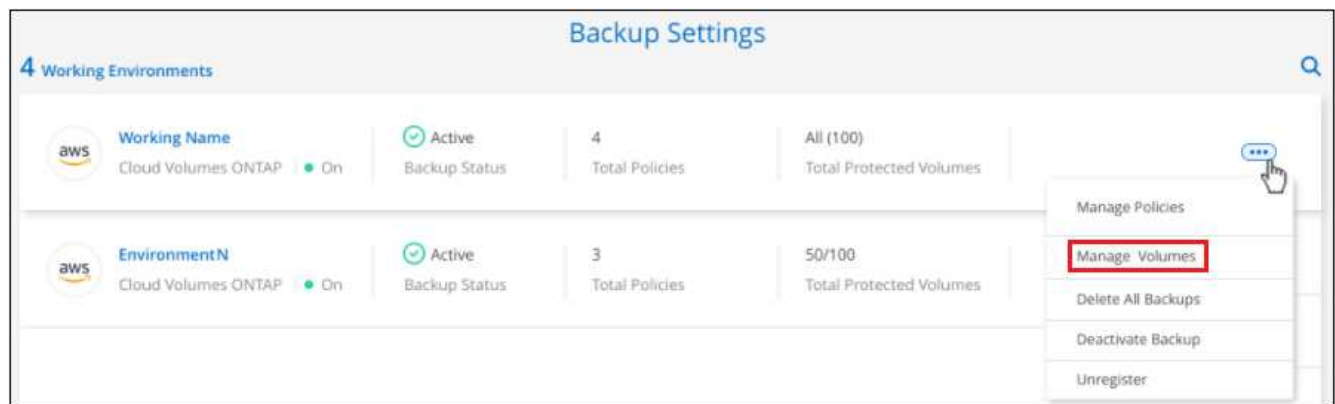 Backup Settings
4 Working Environments
aws
Working Name
Cloud Volumes ONTAP
On
Active
Backup Status
4
Total Policies
All (100)
Total Protected Volumes
Manage Policies
Manage Volumes
Delete All Backups
Deactivate Backup
Unregister
aws
EnvironmentN
Cloud Volumes ONTAP
On
Active
Backup Status
3
Total Policies
50/100
Total Protected Volumes